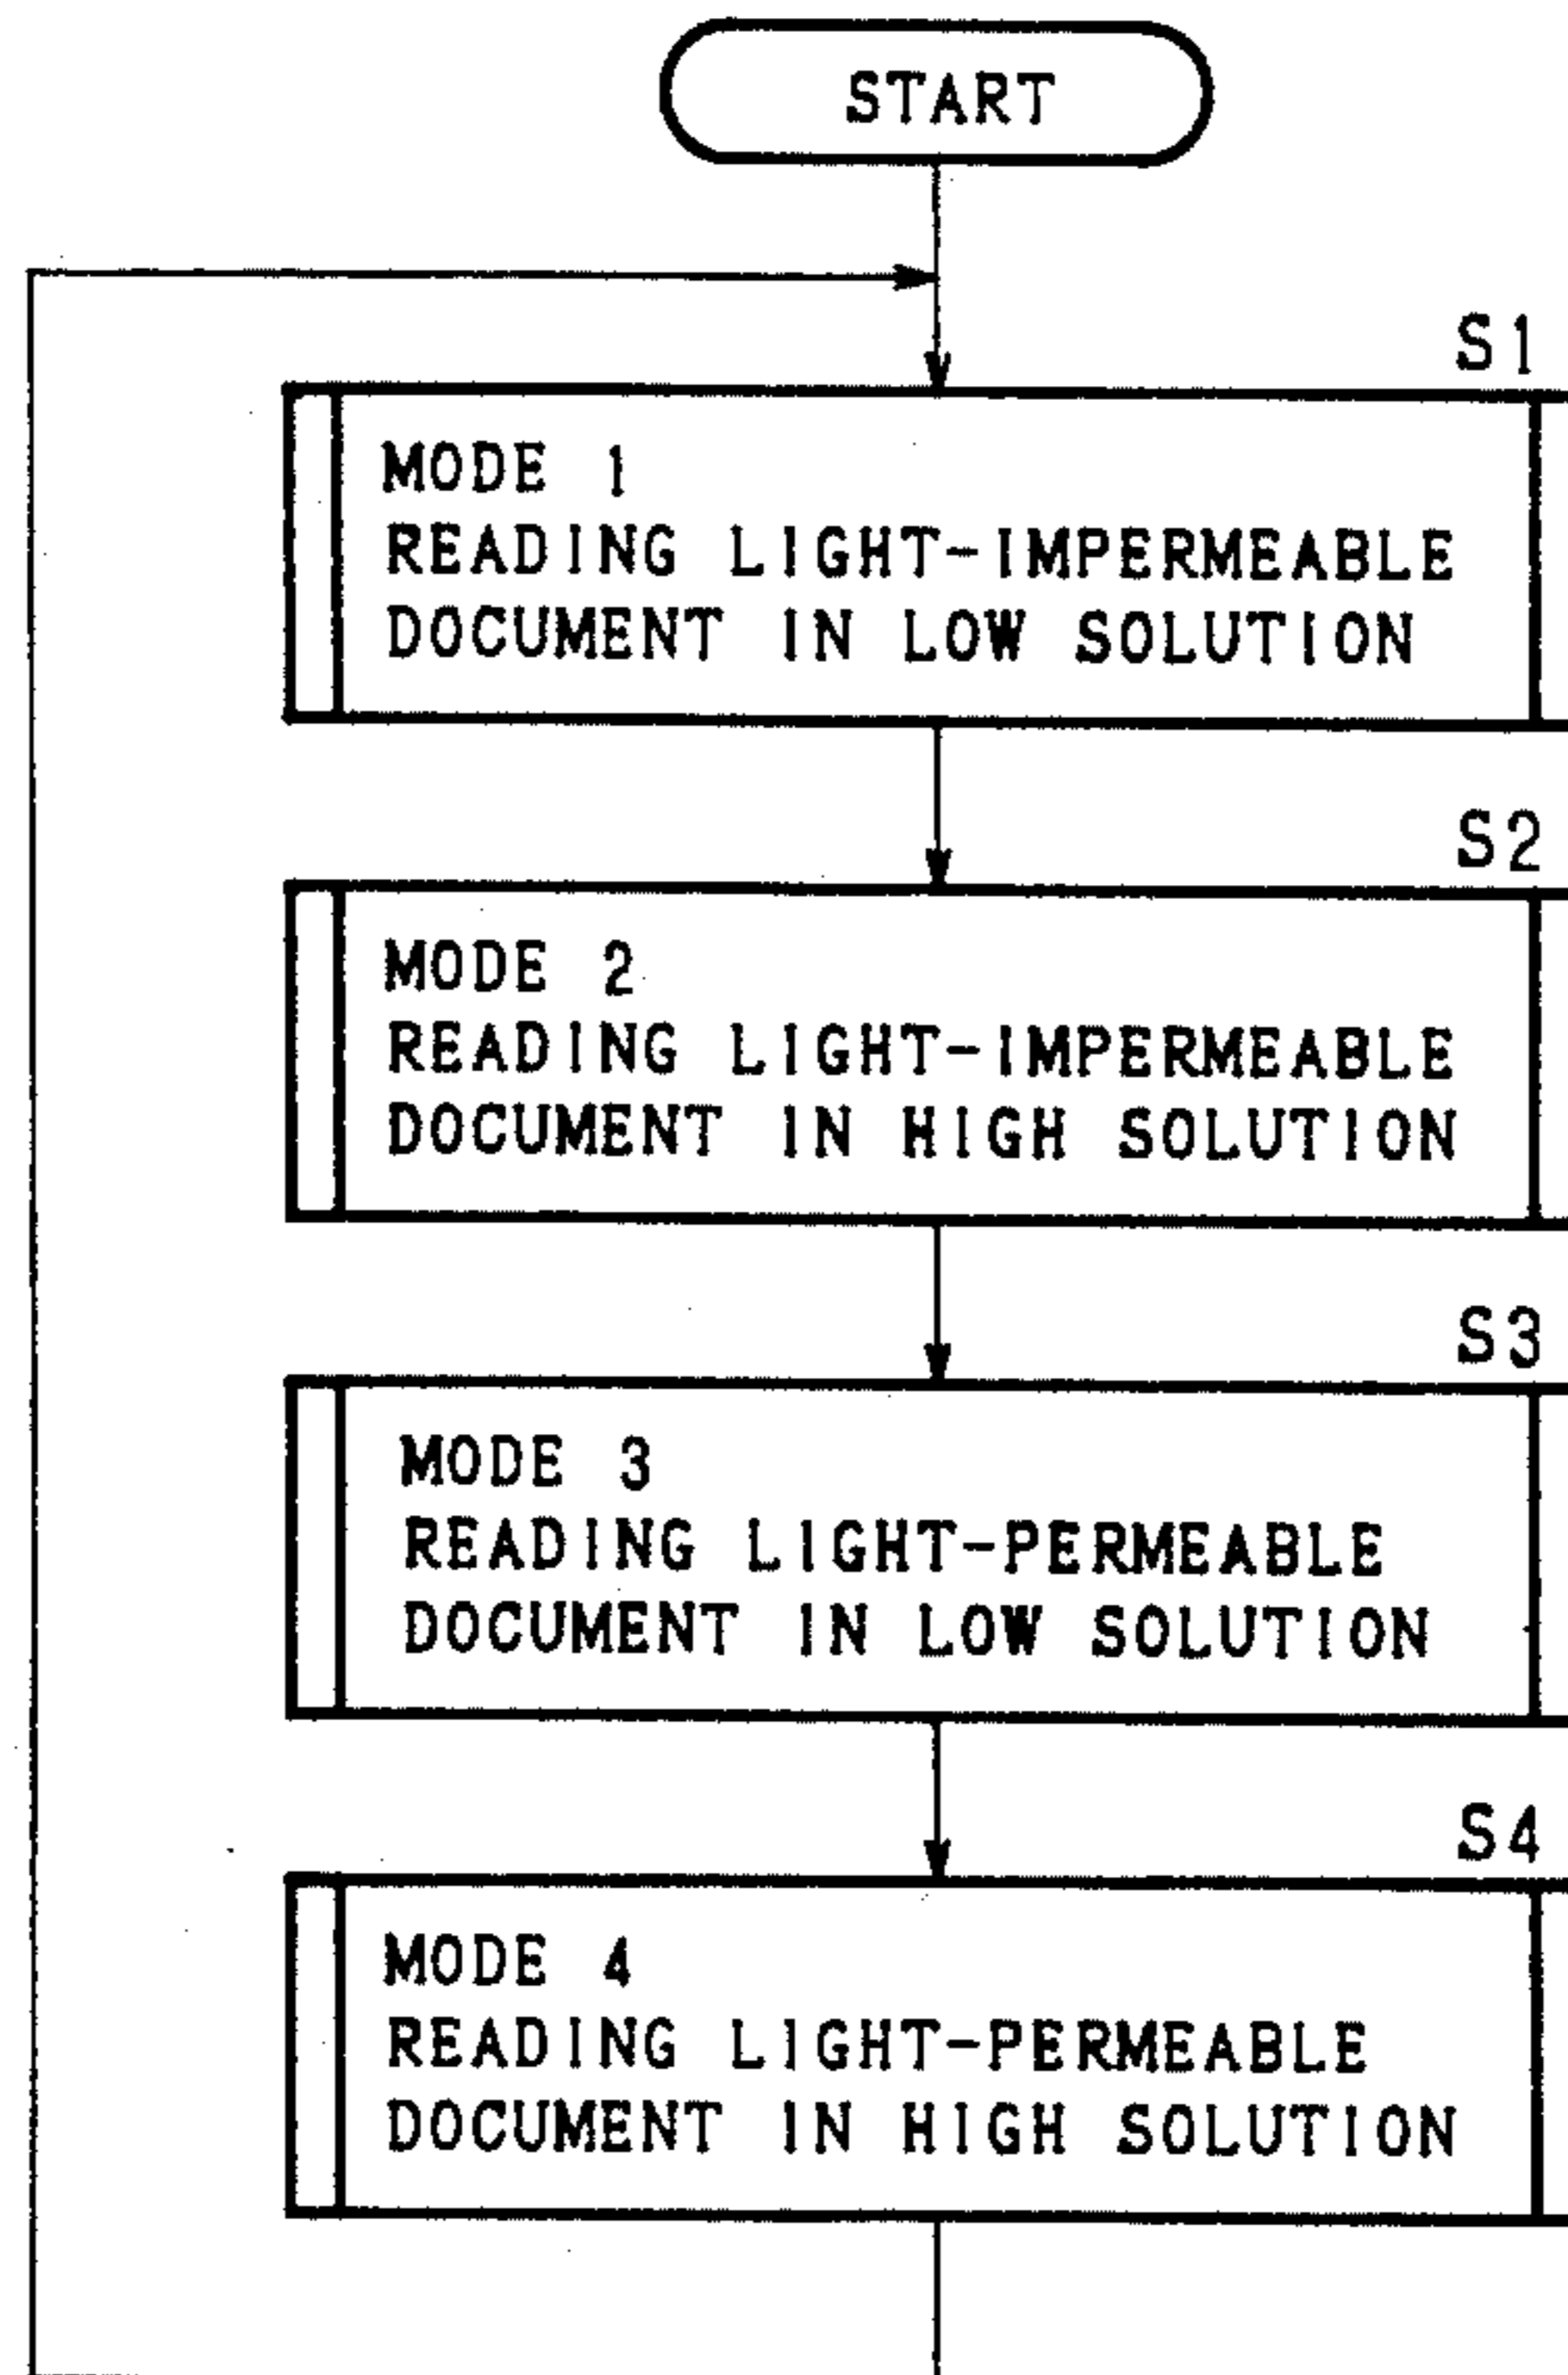 START
S1
MODE 1
READING LIGHT-IMPERMEABLE
DOCUMENT IN LOW SOLUTION
S2
MODE 2
READING LIGHT-IMPERMEABLE
DOCUMENT IN HIGH SOLUTION
S3
MODE 3
READING LIGHT-PERMEABLE
DOCUMENT IN LOW SOLUTION
S4
MODE 4
READING LIGHT-PERMEABLE
DOCUMENT IN HIGH SOLUTION